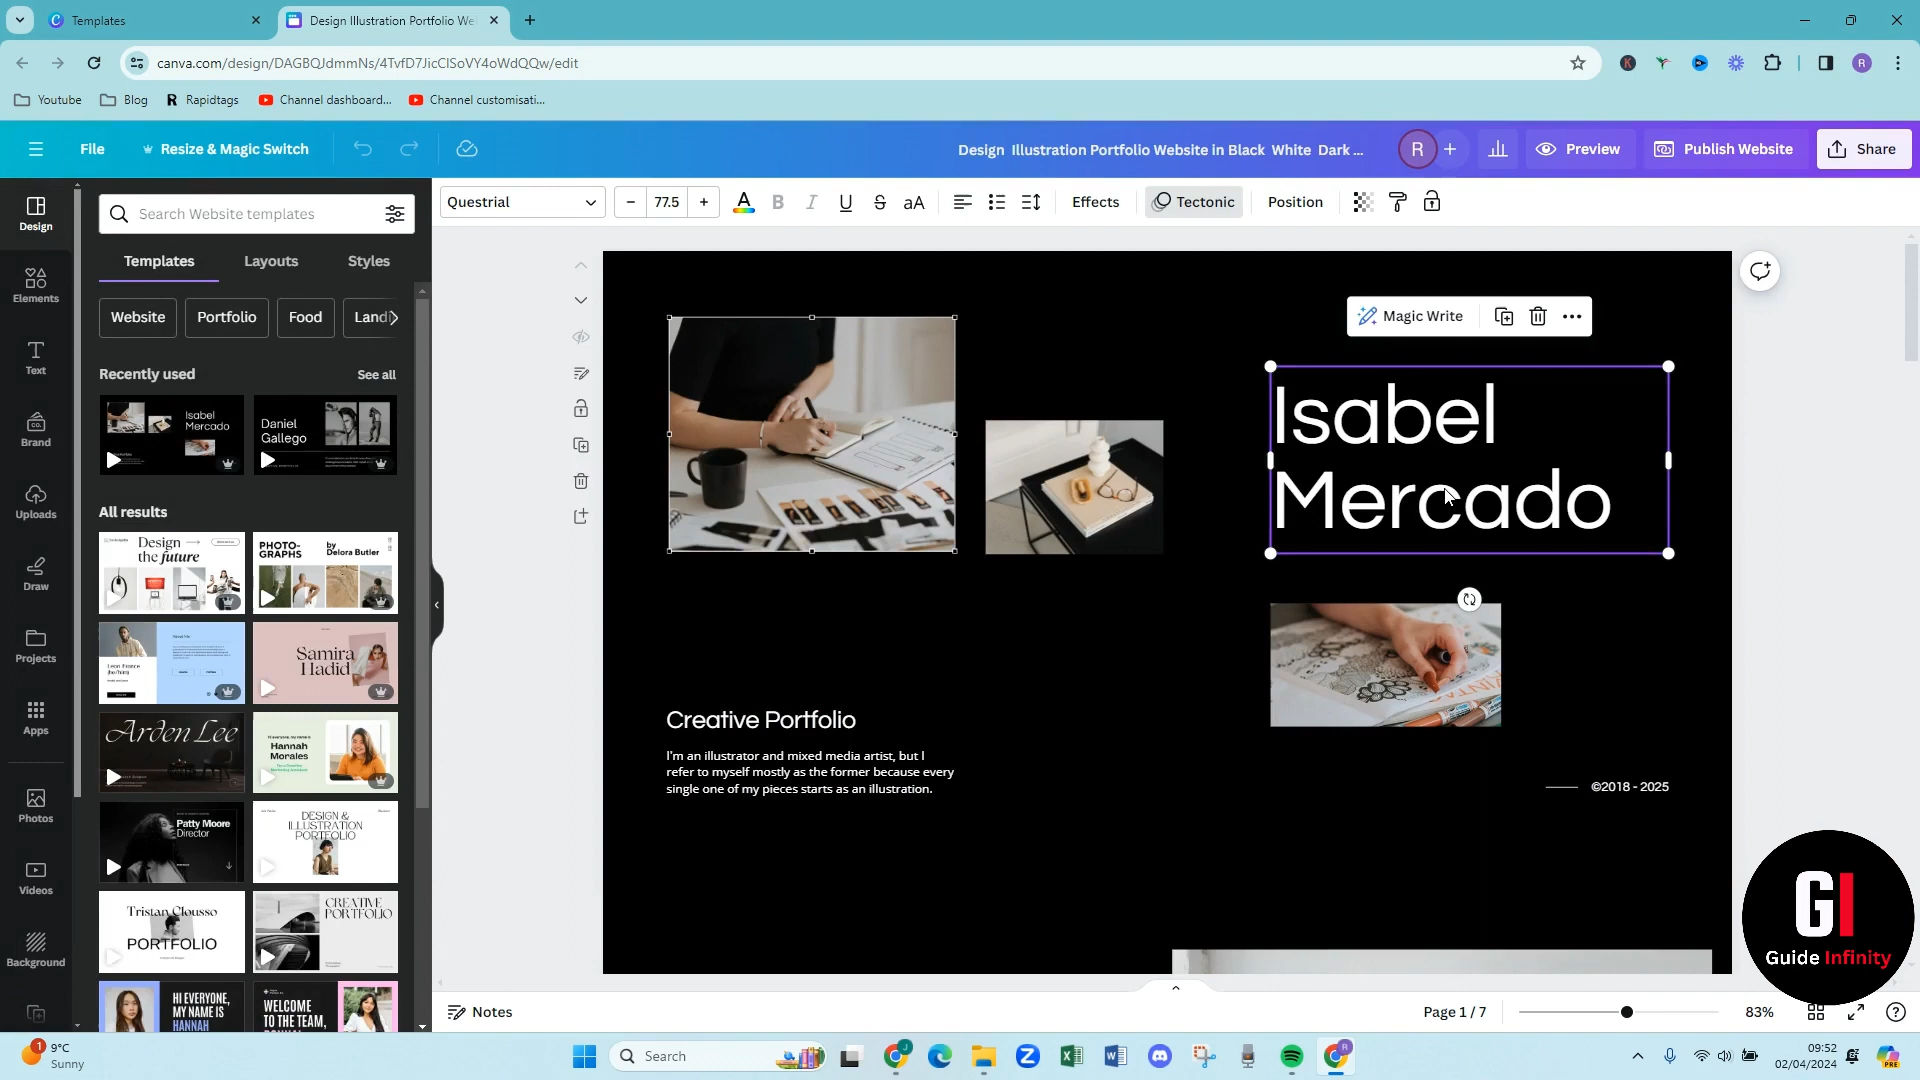 Templates
Design Illustration Portfolio We
canva.com/design/DAGBQJdmmNs/4TvfD7JicClSoVY4oWdQQw/edit
Youtube
Blog
Rapidtags
Channel dashboard...
Channel customisati...
File
Resize & Magic Switch
Design Illustration Portfolio Website in Black White Dark ...
R
Preview
Publish Website
Share
Questrial
77.5
Effects
Tectonic
Position
Search Website templates
Templates
Layouts
Styles
Website
Portfolio
Food
Landi
Recently used
See all
Isabel
Mercado
Daniel
Gallego
All results
Design
the future
PHOTO-
GRAPHS
by
Delora Butler
Samira
Hadid
Arden Lee
Hannah
Morales
Patty Moore
Director
DESIGN &
ILLUSTRATION
PORTFOLIO
Tristan Clousso
PORTFOLIO
CREATIVE
PORTFOLIO
HI EVERYONE,
MY NAME IS
HANNAH
WELCOME
TO THE TEAM,
Design
Elements
Text
Brand
Uploads
Draw
Projects
Apps
Photos
Videos
Background
Magic Write
Isabel
Mercado
Creative Portfolio
I'm an illustrator and mixed media artist, but I
refer to myself mostly as the former because every
single one of my pieces starts as an illustration.
©2018 - 2025
GI
Guide Infinity
Notes
Page 1 / 7
83%
1
9°C
Sunny
Search
09:52
02/04/2024